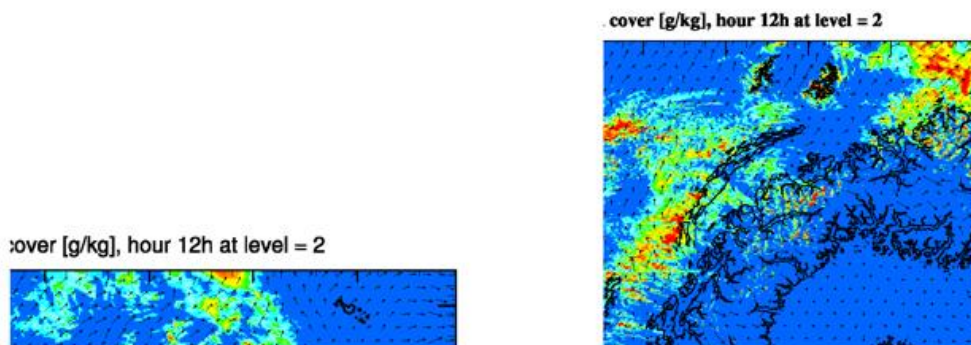 . cover [g/kg], hour 12h at level = 2
cover [g/kg], hour 12h at level = 2